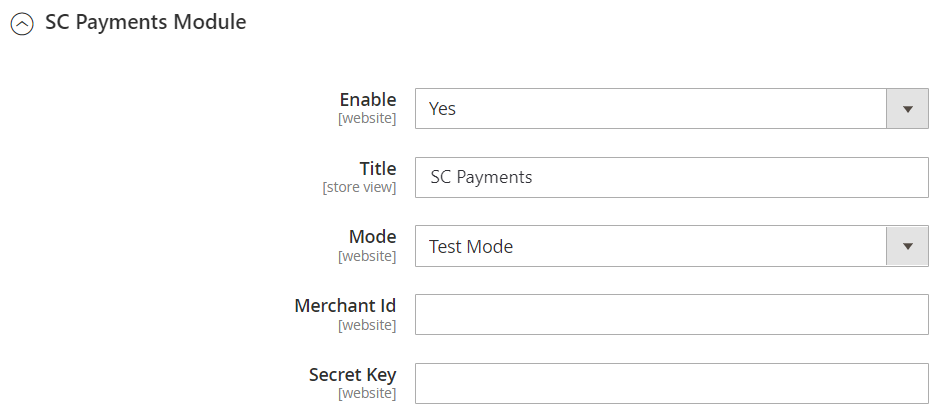 SC Payments Module
Enable
Yes
[website]
Title
SC Payments
[store view]
Mode
Test Mode
[website]
Merchant Id
[website]
Secret Key
[website]